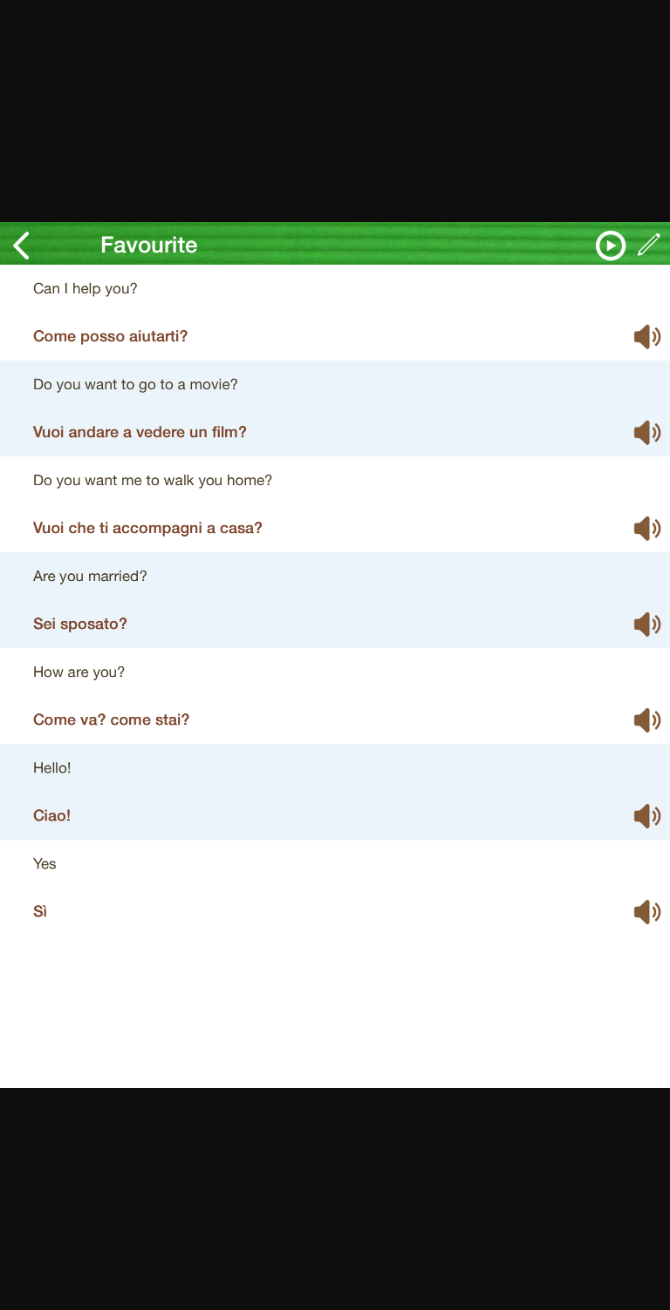 Favourite
Can I help you?
Come posso aiutarti?
Do you want to go to a movie?
Vuoi andare a vedere un film?
Do you want me to walk you home?
Vuoi che ti accompagni a casa?
Are you married?
Sei sposato?
How are you?
Come va? come stai?
Hello!
Ciao!
Yes
Sì